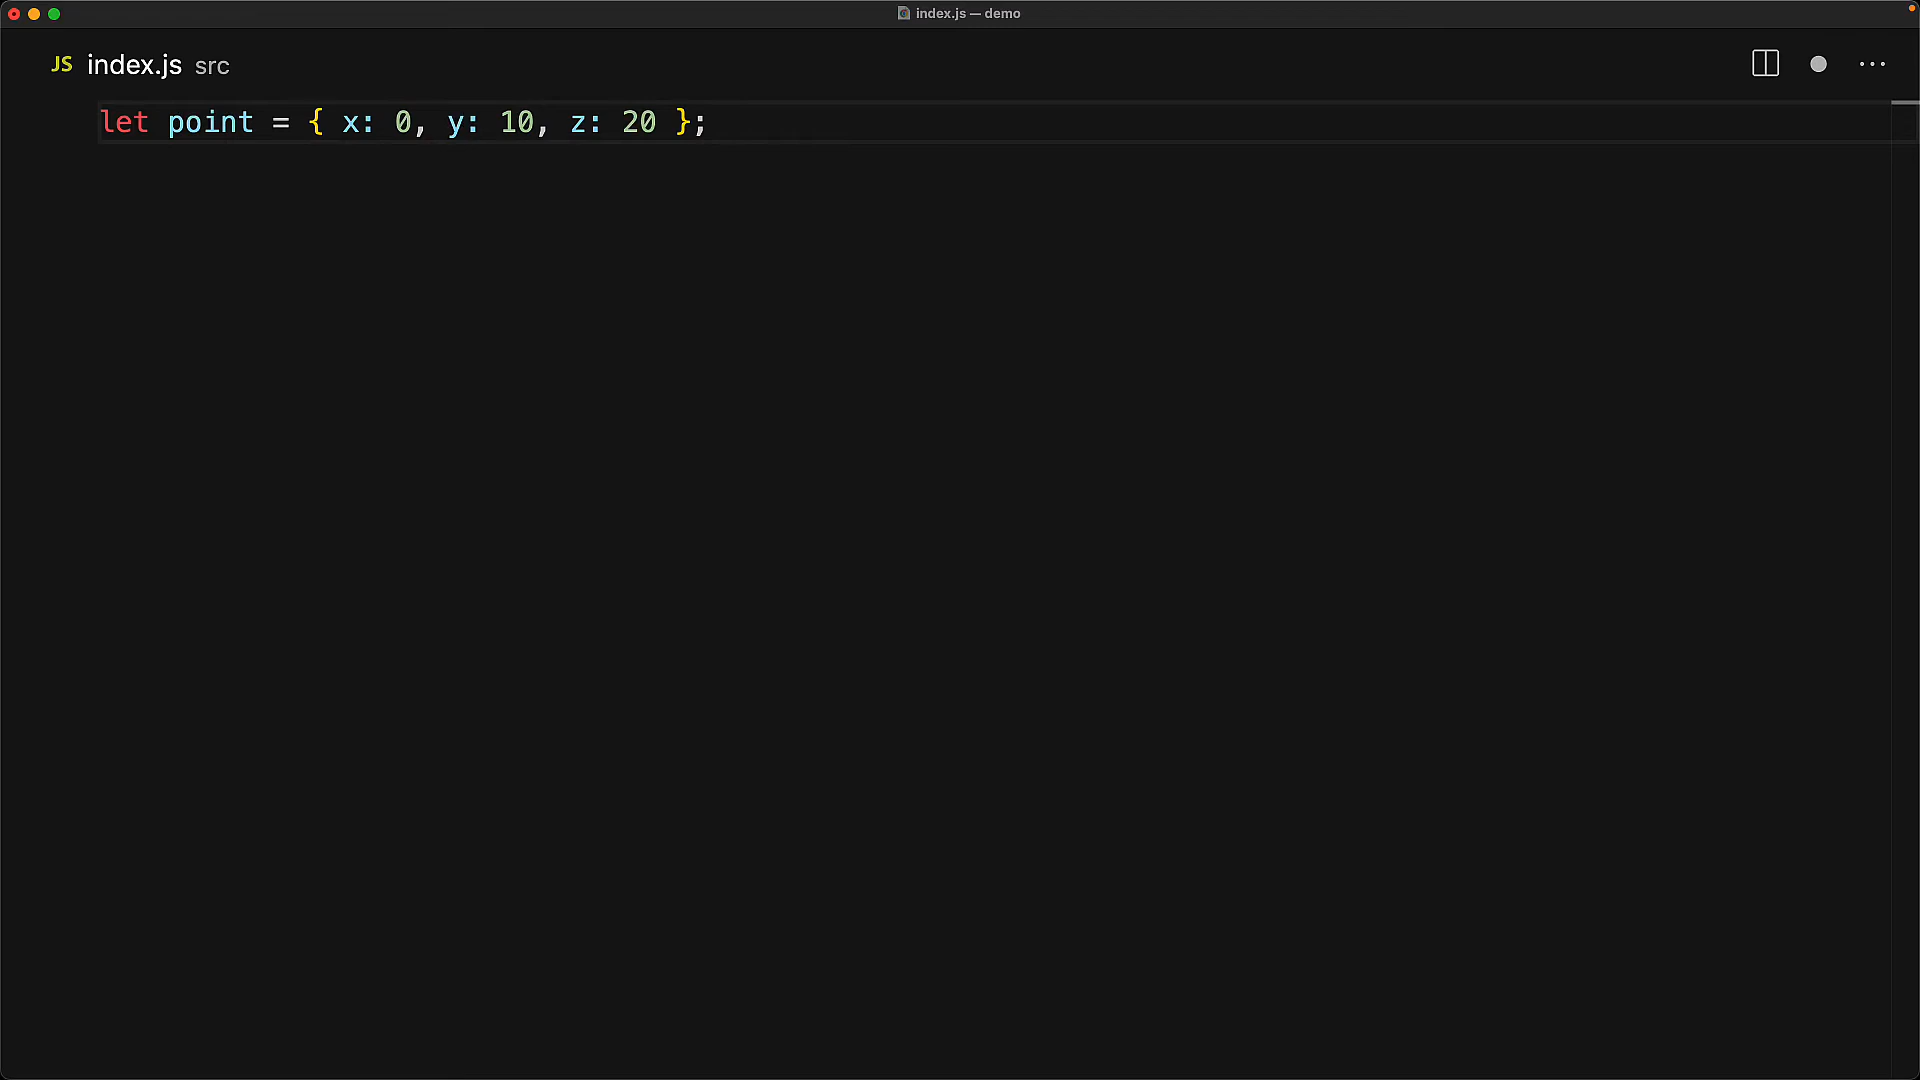 index.js — demo
JS index.js src
let point = { x: 0, y: 10, z: 20 };